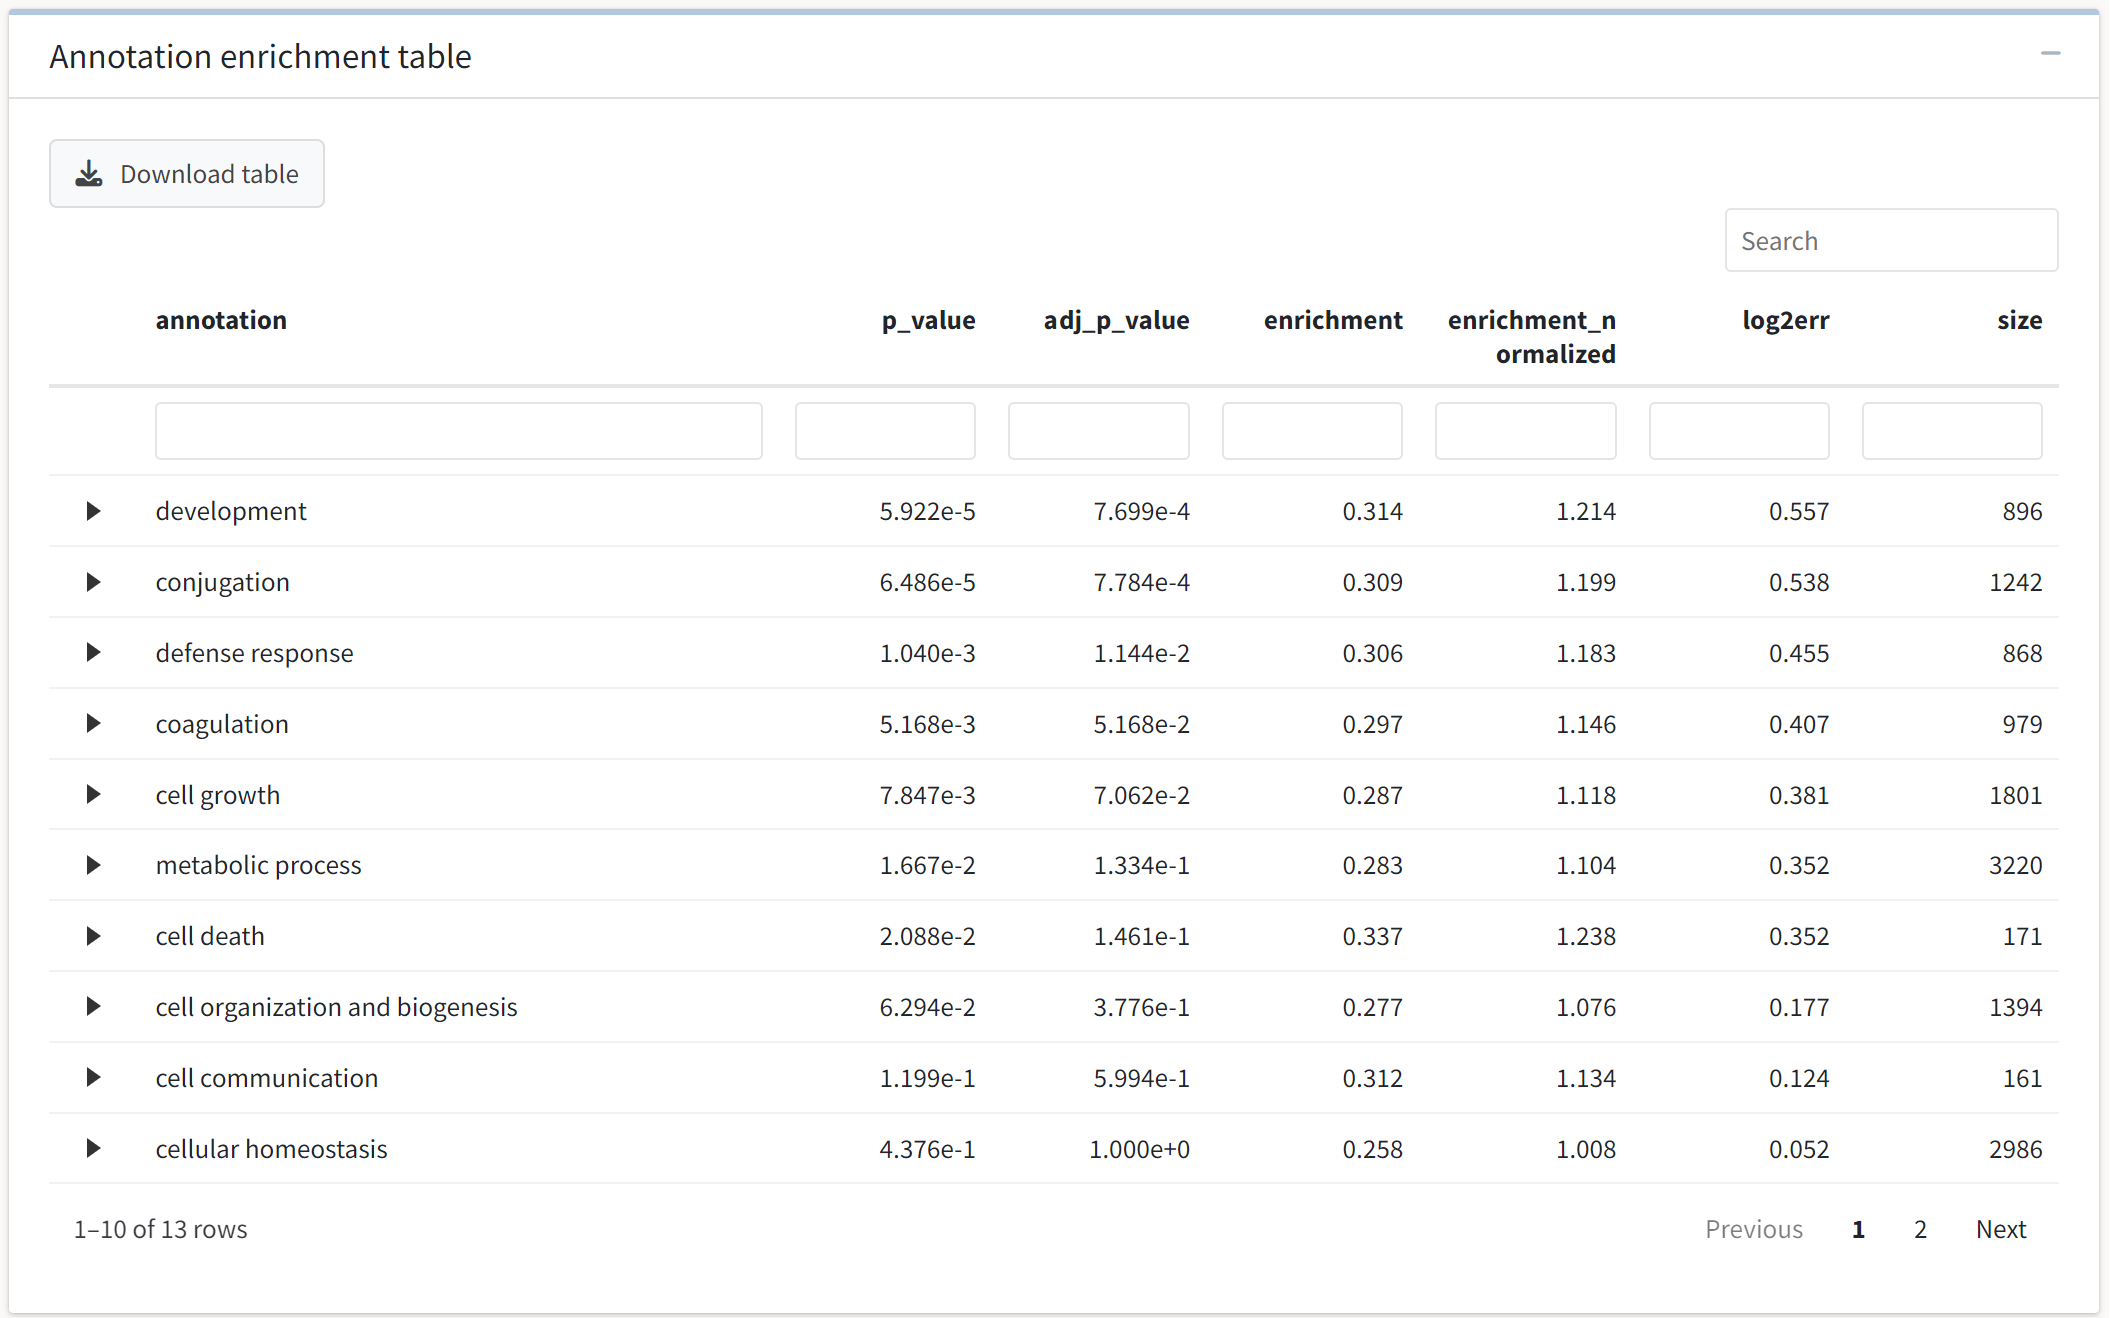 Annotation enrichment table
Download table
Search
annotation p_value adj_p_value enrichment enrichment_n log2err size
ormalized
development 5.922e-5 7.699e-4 0.314 1.214 0.557 896
conjugation 6.486e-5 7.784e-4 0.309 1.199 0.538 1242
defense response 1.040e-3 1.144e-2 0.306 1.183 0.455 868
coagulation 5.168e-3 5.168e-2 0.297 1.146 0.407 979
cell growth 7.847e-3 7.062e-2 0.287 1.118 0.381 1801
metabolic process 1.667e-2 1.334e-1 0.283 1.104 0.352 3220
cell death 2.088e-2 1.461e-1 0.337 1.238 0.352 171
cell organization and biogenesis 6.294e-2 3.776e-1 0.277 1.076 0.177 1394
cell communication 1.199e-1 5.994e-1 0.312 1.134 0.124 161
cellular homeostasis 4.376e-1 1.000e+0 0.258 1.008 0.052 2986
1–10 of 13 rows Previous 1 2 Next